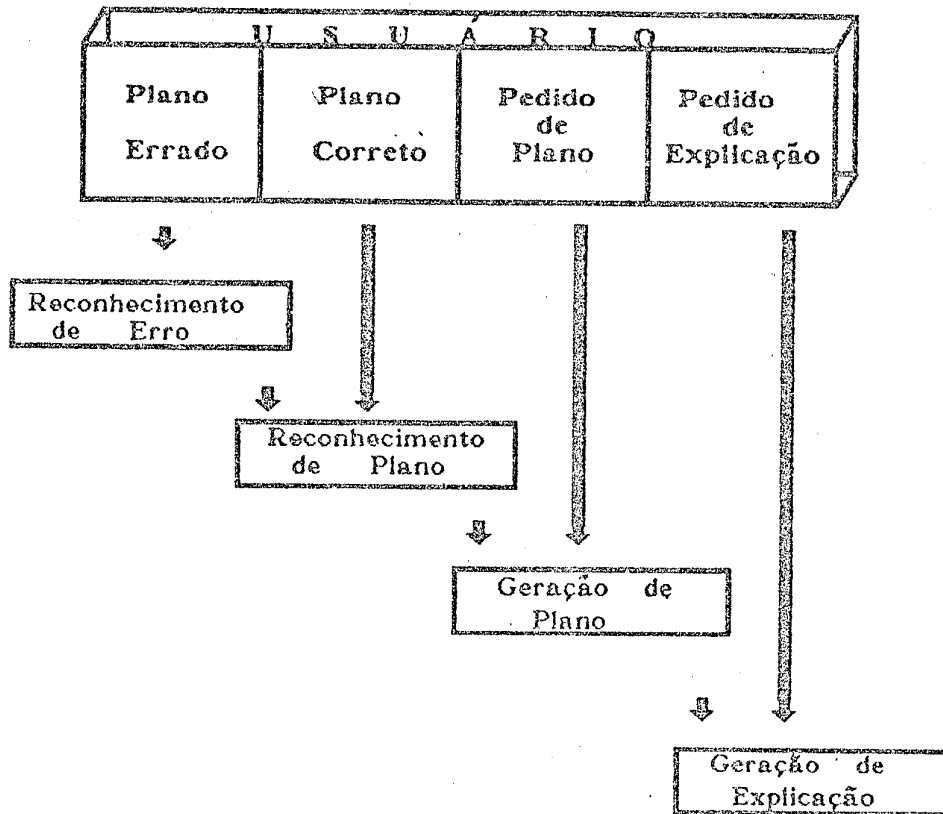 U S U Á R I O
Plano
Errado
Plano
Correto
Pedido
de
Plano
Pedido
de
Explicação
Reconhecimento
de Erro
Reconhecimento
de Plano
Geração de
Plano
Geração de
Explicação